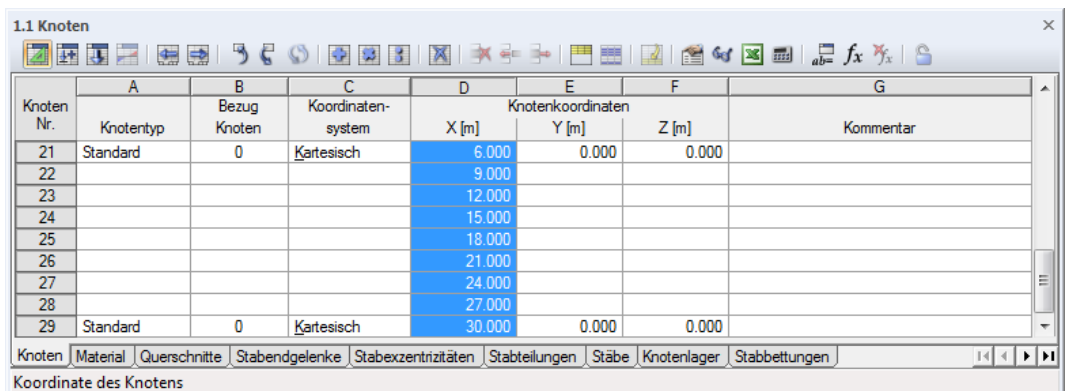 1.1 Knoten
ab= fx fx
A B C D E F G
Knoten Bezug Koordinaten- Knotenkoordinaten
Nr. Knotentyp Knoten system X [m] Y [m] Z [m] Kommentar
21 Standard 0 Kartesisch 6.000 0.000 0.000
22 9.000
23 12.000
24 15.000
25 18.000
26 21.000
27 24.000
28 27.000
29 Standard 0 Kartesisch 30.000 0.000 0.000
Knoten Material Querschnitte Stabendgelenke Stabexzentrizitäten Stabteilungen Stäbe Knotenlager Stabbettungen
Koordinate des Knotens